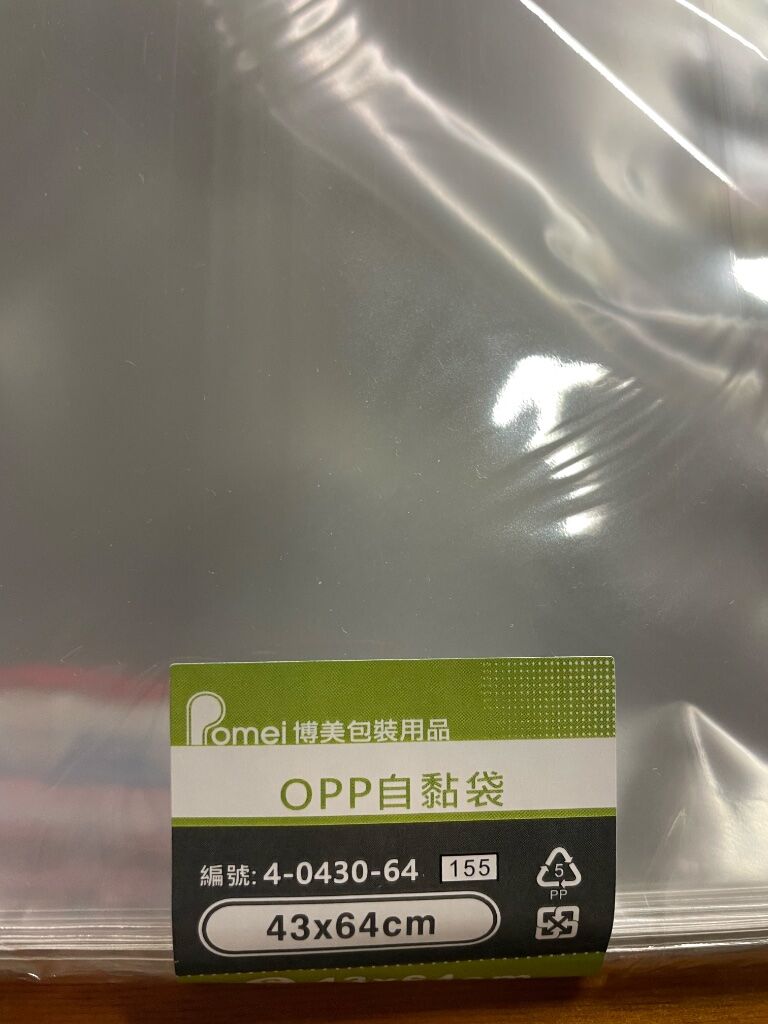 Pomei 博美包裝用品
OPP自黏袋
編號: 4-0430-64 155
5
PP
43x64cm